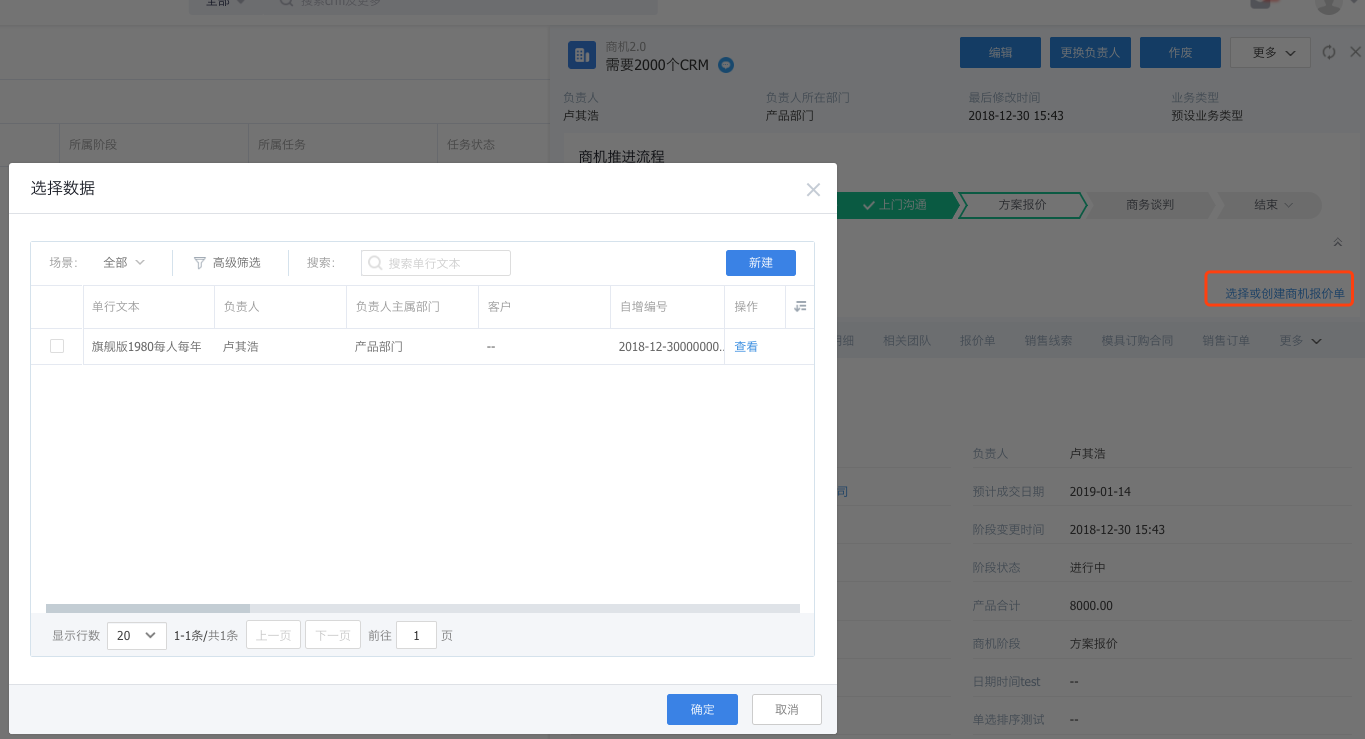 全部
搜索crm及更多
商机2.0
需要2000个CRM
编辑
更换负责人
作废
更多
负责人
负责人所在部门
最后修改时间
业务类型
卢其浩
产品部门
2018-12-30 15:43
预设业务类型
所属阶段
所属任务
任务状态
商机推进流程
选择数据
上门沟通
方案报价
商务谈判
结束
场景：
全部
高级筛选
搜索：
搜索单行文本
新建
选择或创建商机报价单
单行文本
负责人
负责人主属部门
客户
自增编号
操作
旗舰版1980每人每年
卢其浩
产品部门
--
2018-12-30000000..
查看
明细
相关团队
报价单
销售线索
模具订购合同
销售订单
更多
负责人
卢其浩
司
预计成交日期
2019-01-14
阶段变更时间
2018-12-30 15:43
阶段状态
进行中
产品合计
8000.00
显示行数
20
1-1条/共1条
上一页
下一页
前往
1
页
商机阶段
方案报价
日期时间test
--
确定
取消
单选排序测试
--